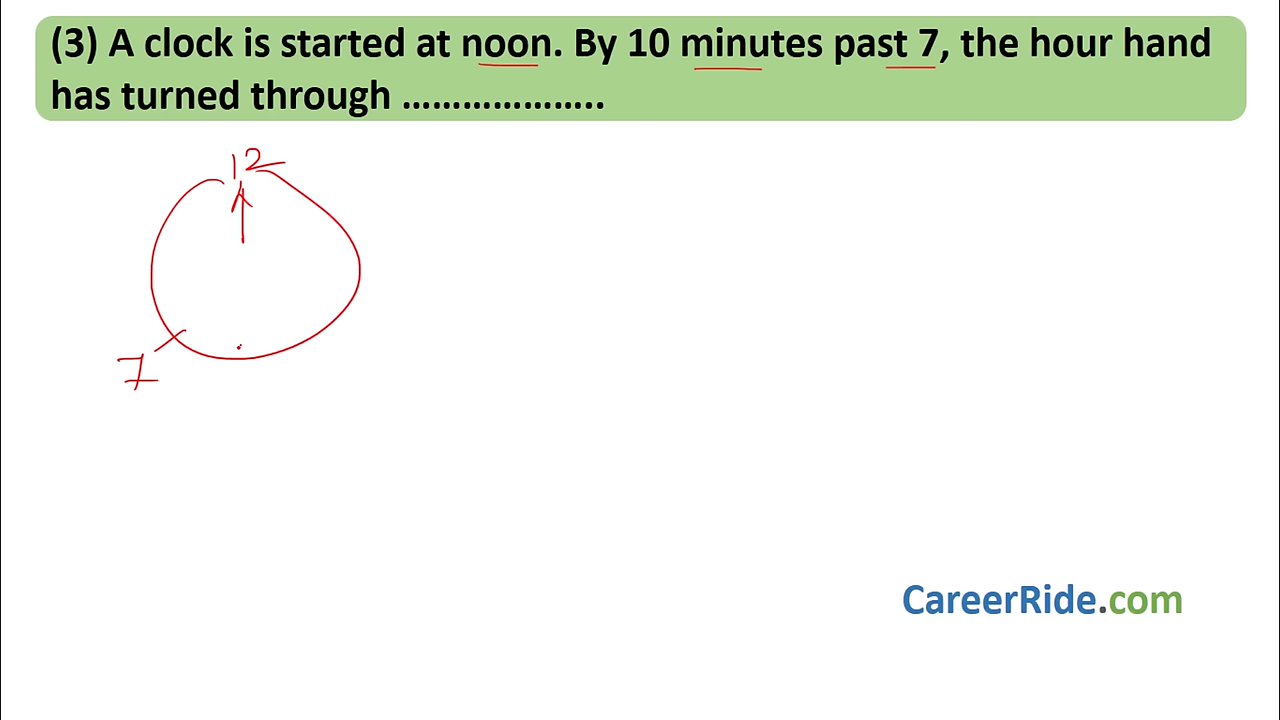 (3) A clock is started at noon. By 10 minutes past 7, the hour hand
has turned through ………………..
12
7
CareerRide.com